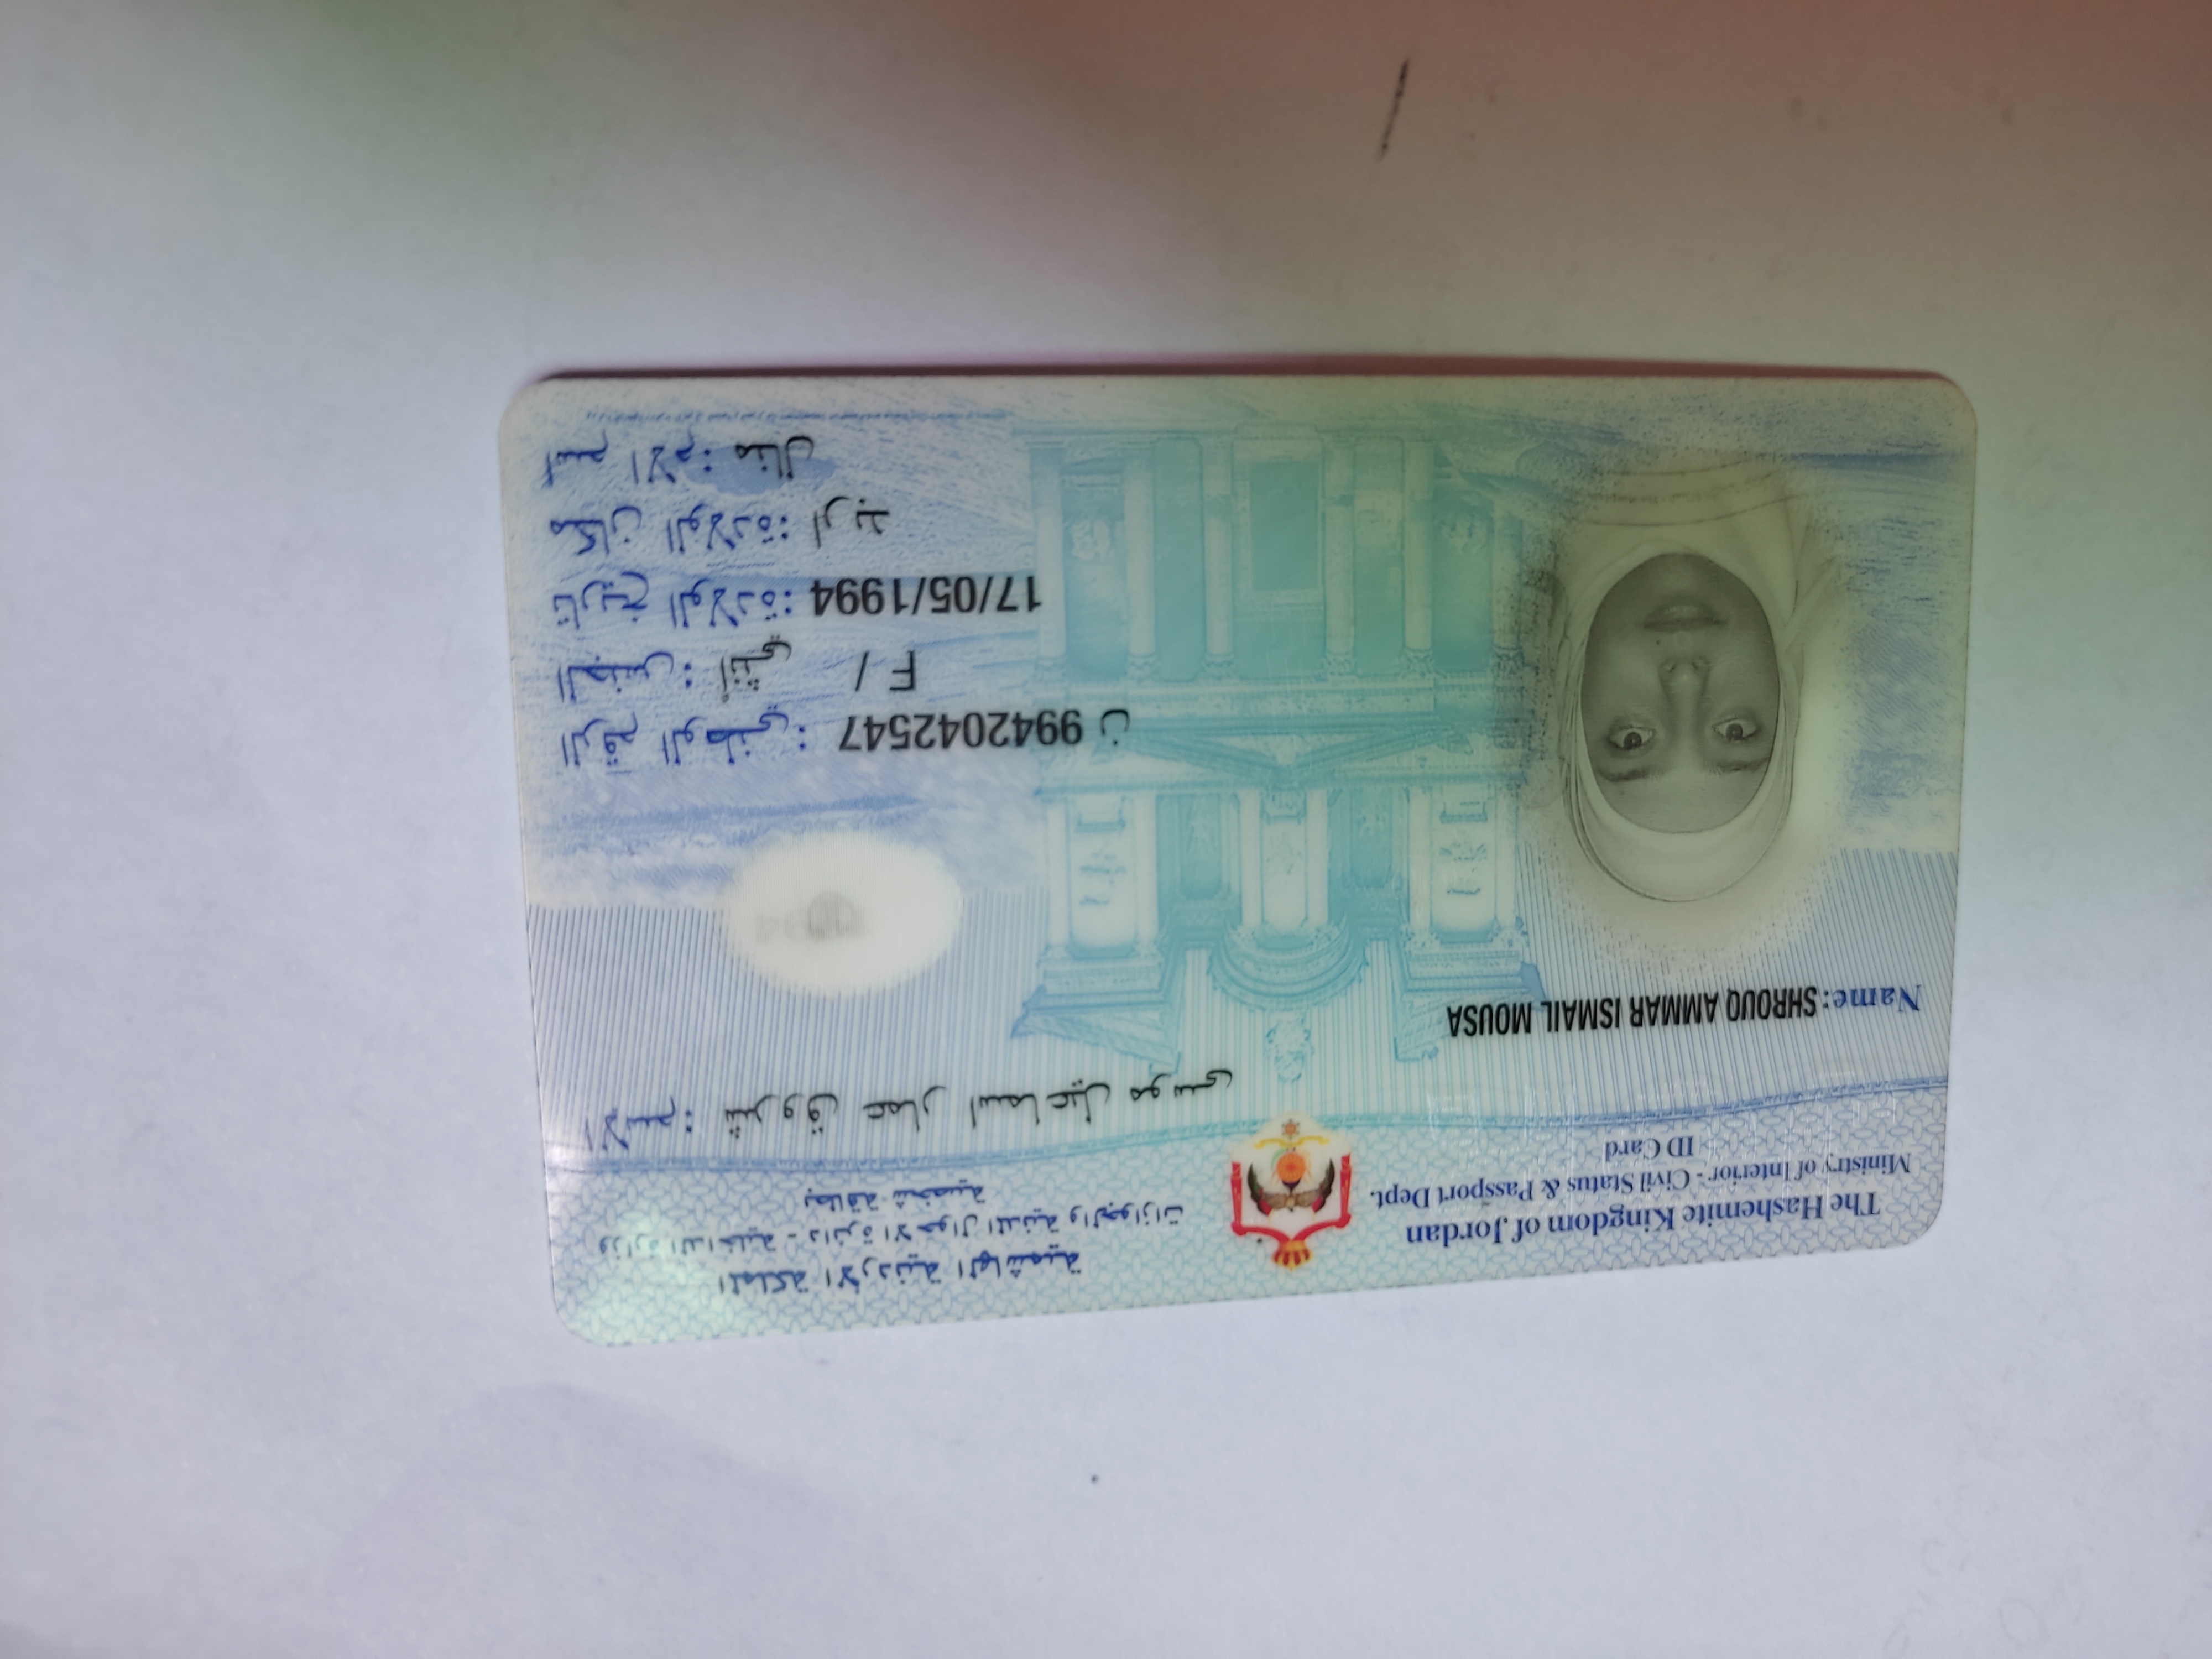 المملكة الأردنية الهاشمية
وزارة الداخلية - دائرة الأحوال المدنية والجوازات
بطاقة شخصية
The Hashemite Kingdom of Jordan
Ministry of Interior - Civil Status & Passport Dept.
ID Card
الاسم: شروق عمار اسماعيل موسى
Name: SHROUQ AMMAR ISMAIL MOUSA
الرقم الوطني: 9942042547 ن
الجنس: أنثي / F
تاريخ الولادة: 17/05/1994
مكان الولادة: اربد
اسم الأم: منال